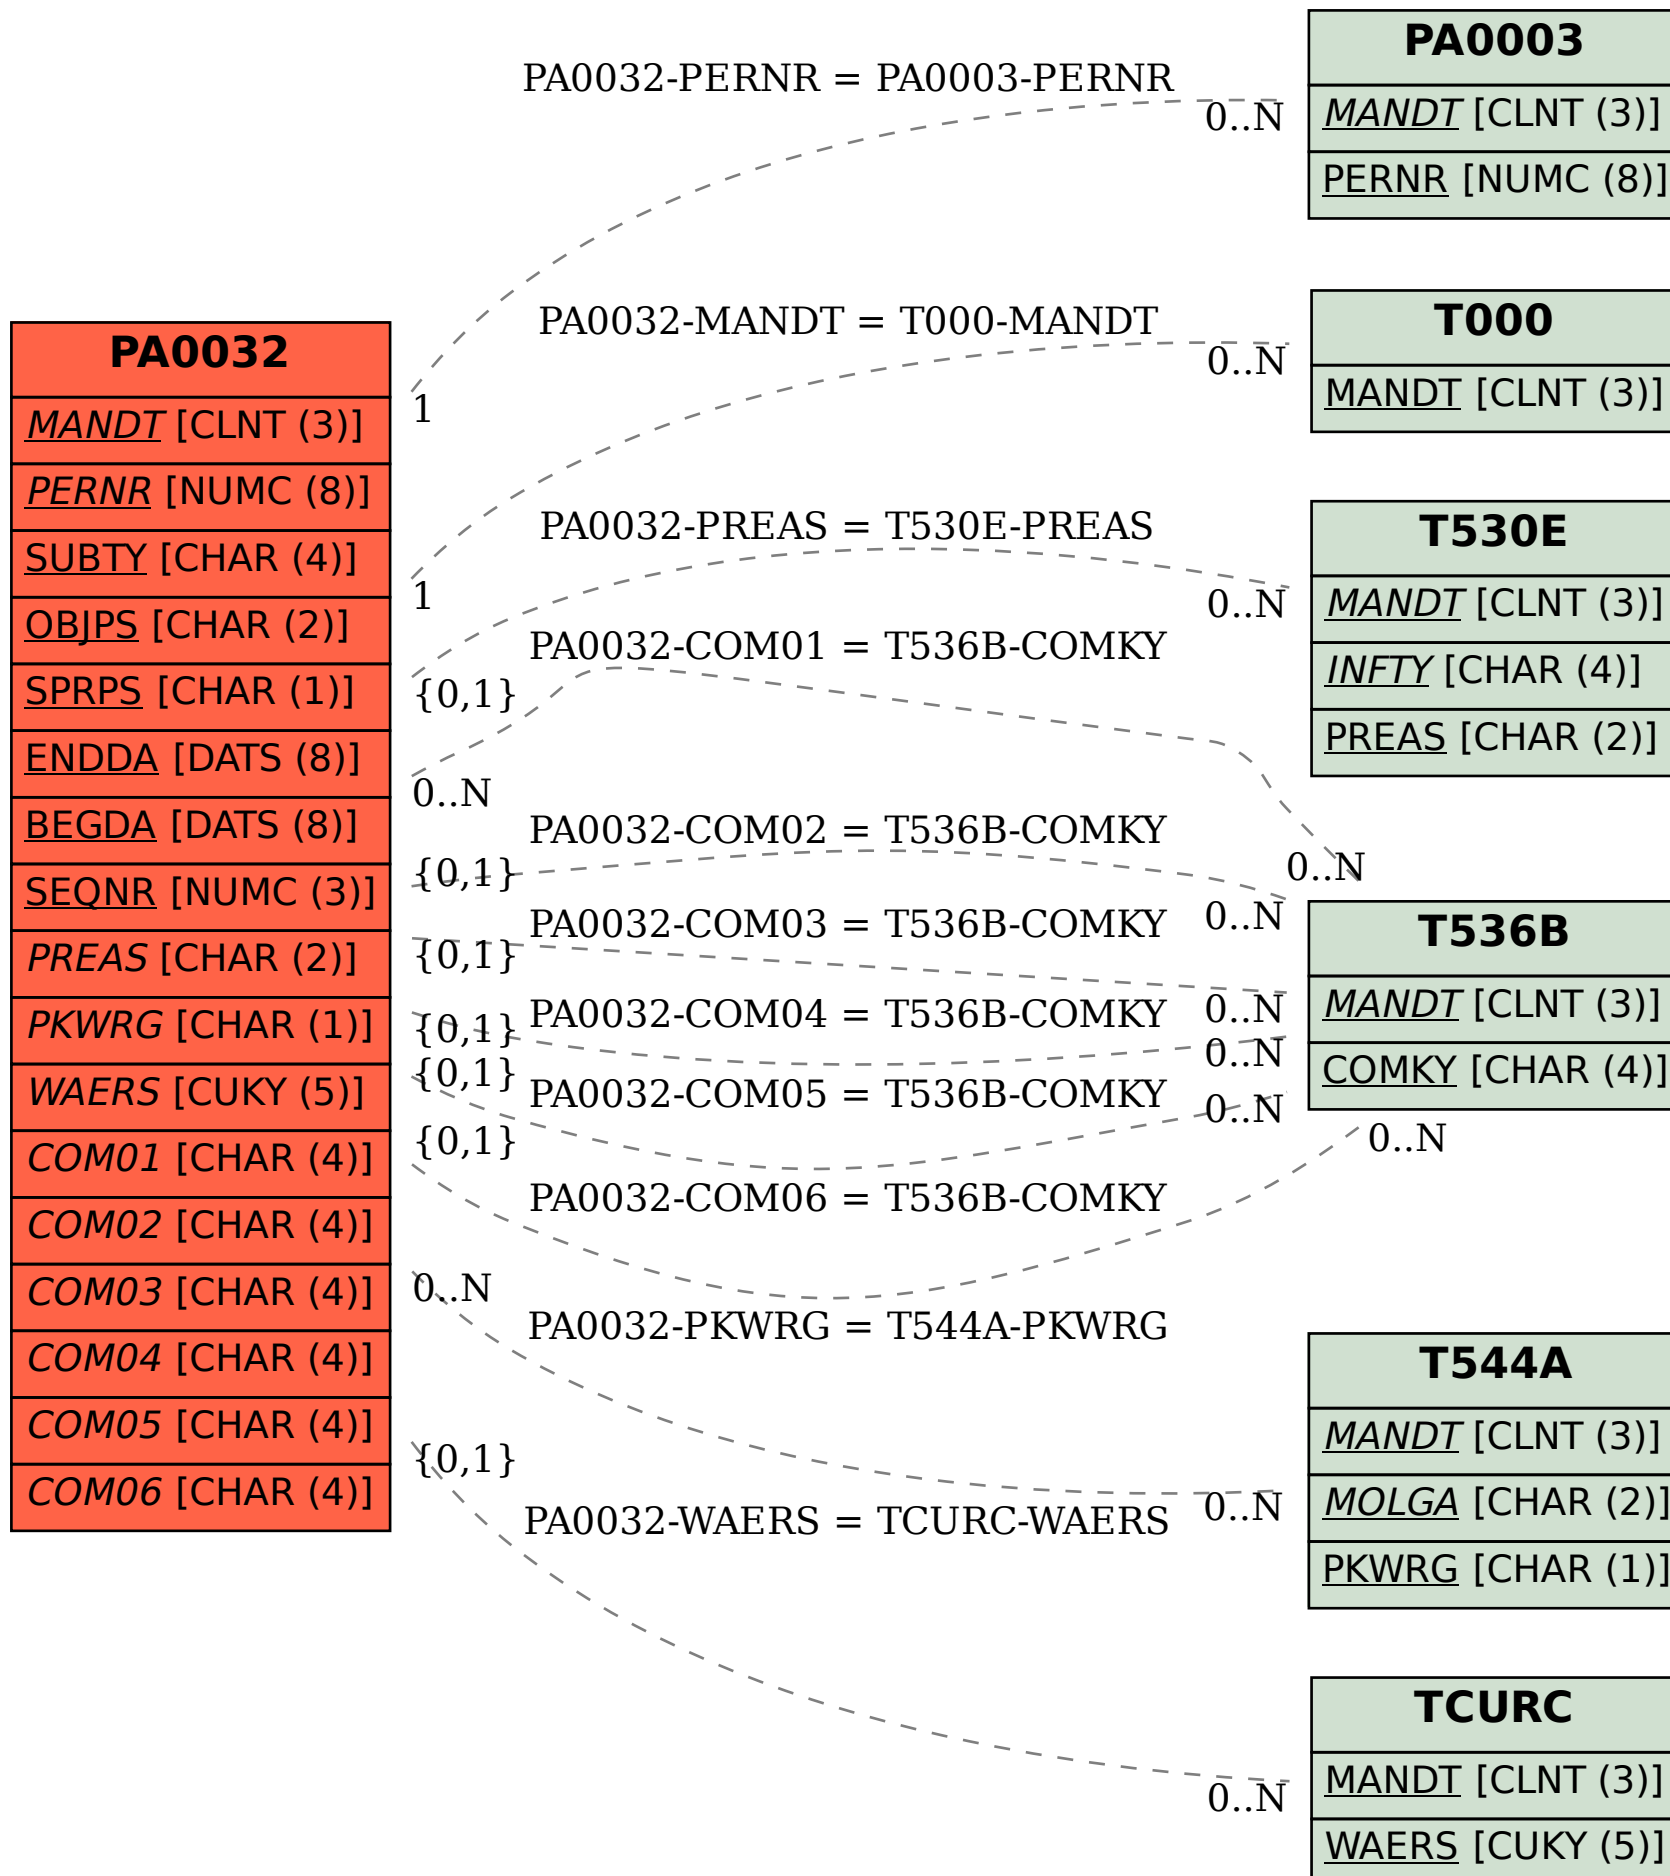 PA0032
MANDT [CLNT (3)]
PERNR [NUMC (8)]
SUBTY [CHAR (4)]
OBJPS [CHAR (2)]
SPRPS [CHAR (1)]
ENDDA [DATS (8)]
BEGDA [DATS (8)]
SEQNR [NUMC (3)]
PREAS [CHAR (2)]
PKWRG [CHAR (1)]
WAERS [CUKY (5)]
COM01 [CHAR (4)]
COM02 [CHAR (4)]
COM03 [CHAR (4)]
COM04 [CHAR (4)]
COM05 [CHAR (4)]
COM06 [CHAR (4)]
PA0032-PERNR = PA0003-PERNR
0..N
1
PA0032-MANDT = T000-MANDT
0..N
1
PA0032-PREAS = T530E-PREAS
0..N
{0,1}
PA0032-COM01 = T536B-COMKY
0..N
0..N
PA0032-COM02 = T536B-COMKY
{0,1}
0..N
PA0032-COM03 = T536B-COMKY
{0,1}
0..N
PA0032-COM04 = T536B-COMKY
{0,1}
0..N
{0,1}
PA0032-COM05 = T536B-COMKY
0..N
{0,1}
0..N
PA0032-COM06 = T536B-COMKY
0..N
PA0032-PKWRG = T544A-PKWRG
0..N
{0,1}
PA0032-WAERS = TCURC-WAERS
0..N
PA0003
MANDT [CLNT (3)]
PERNR [NUMC (8)]
T000
MANDT [CLNT (3)]
T530E
MANDT [CLNT (3)]
INFTY [CHAR (4)]
PREAS [CHAR (2)]
T536B
MANDT [CLNT (3)]
COMKY [CHAR (4)]
T544A
MANDT [CLNT (3)]
MOLGA [CHAR (2)]
PKWRG [CHAR (1)]
TCURC
MANDT [CLNT (3)]
WAERS [CUKY (5)]